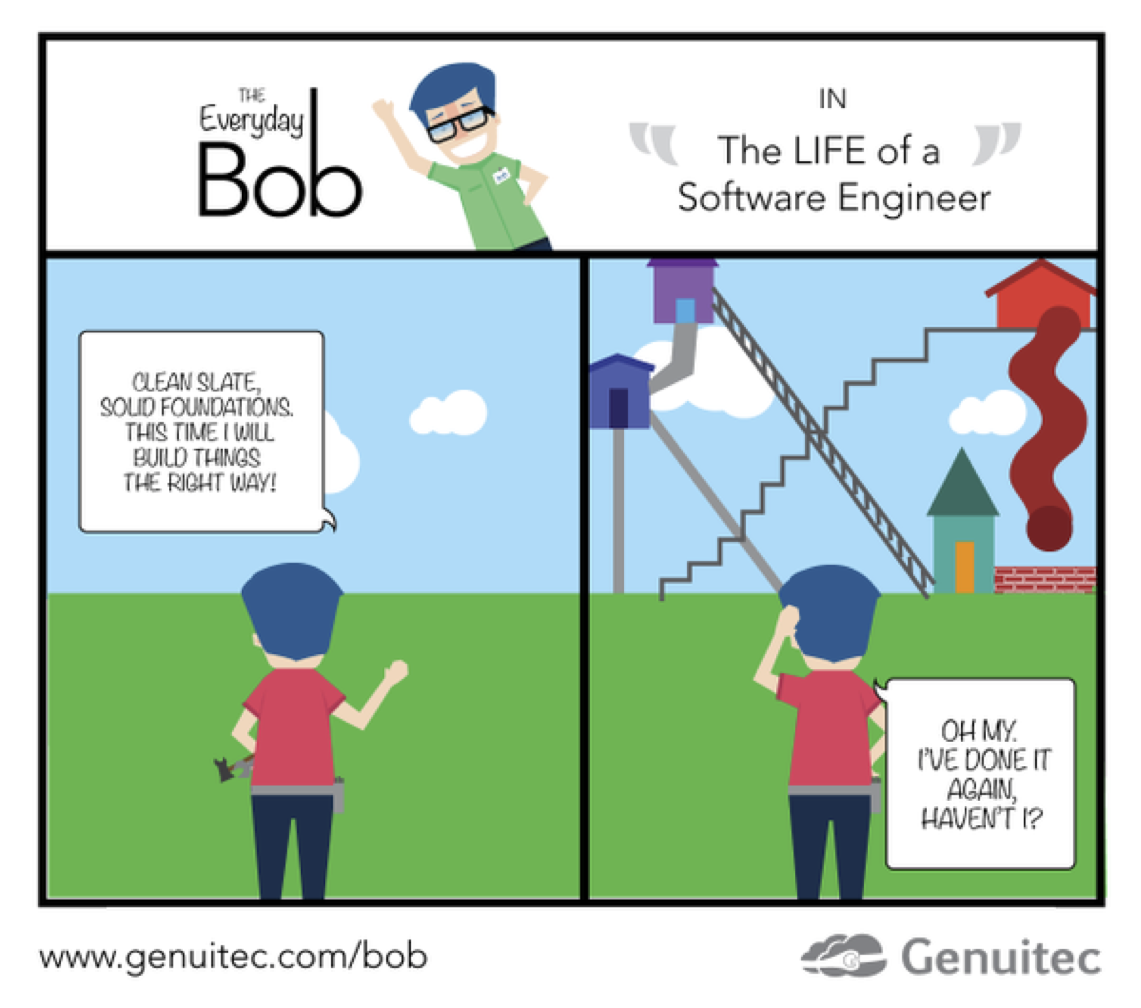 THE
Everyday
Bob
IN
“ The LIFE of a ”
Software Engineer
CLEAN SLATE,
SOLID FOUNDATIONS.
THIS TIME I WILL
BUILD THINGS
THE RIGHT WAY!
OH MY.
I'VE DONE IT
AGAIN,
HAVEN'T I?
www.genuitec.com/bob
Genuitec